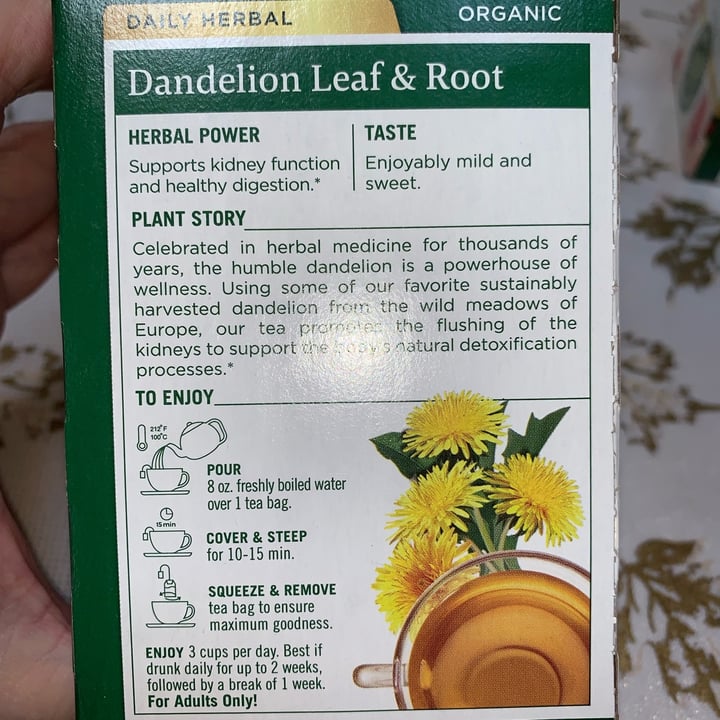 DAILY HERBAL
ORGANIC
Dandelion Leaf & Root
HERBAL POWER
Supports kidney function
and healthy digestion.*
TASTE
Enjoyably mild and
sweet.
PLANT STORY
Celebrated in herbal medicine for thousands of
years, the humble dandelion is a powerhouse of
wellness. Using some of our favorite sustainably
harvested dandelion from the wild meadows of
Europe, our tea promotes the flushing of the
kidneys to support the body's natural detoxification
processes.*
TO ENJOY
212°F
100°C
POUR
8 oz. freshly boiled water
over 1 tea bag.
15 min
COVER & STEEP
for 10-15 min.
SQUEEZE & REMOVE
tea bag to ensure
maximum goodness.
ENJOY 3 cups per day. Best if
drunk daily for up to 2 weeks,
followed by a break of 1 week.
For Adults Only!